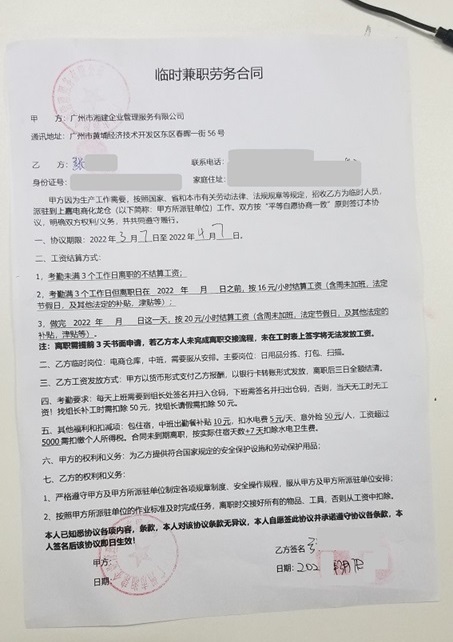 临时兼职劳务合同
甲 方：广州市湘建企业管理服务有限公司
通讯地址：广州市黄埔经济技术开发区东区春晖一街 56 号
乙 方：张 联系电话：
身份证号： 家庭住址：
甲方因为生产工作需要，按照国家、省和本市有关劳动法律、法规规章等规定，招收乙方为临时人员，
派驻到上嘉电商化龙仓（以下简称：甲方所派驻单位）工作。双方按“平等自愿协商一致”原则签订本协
议，明确双方权利/义务、并共同遵守履行。
一、协议期限：2022 年 3 月 7 日至 2022 年 4 月 7 日。
二、工资结算方式：
1，考勤未满 3 个工作日离职的不结算工资；
2，考勤满 3 个工作日但离职日在 2022 年 月 日之前，按 16 元/小时结算工资（含周未加班，法定
节假日，及其他法定的补贴，津贴等）；
3，做完 2022 年 月 日这一天，按 20 元/小时结算工资（含周未加班，法定节假日，及其他法定的
补贴，津贴等）。
注：离职需提前 3 天书面申请，若乙方本人未完成离职交接流程，未在工时表上签字将无法发放工资。
二、乙方临时岗位：电商仓库，中班，需要服从安排。主要岗位：日用品分拣、打包、扫描。
三、乙方工资发放方式：甲方以货币形式支付乙方报酬，以银行卡转账形式发放，离职后三日全额结清。
四、考勤要求：每天上班需要到组长处签名并扫入仓码，下班需签名并扫出仓码，否则，当天无工时无工
资！找组长补工时需扣除 50 元，找组长请假需扣除 50 元。
五、其他福利和扣减项：包住宿，中班出勤餐补贴 10 元，扣水电费 5 元/天，意外险 50 元/人，工资超过
5000 需扣缴个人所得税。合同未到期离职，按实际住宿天数*7 天扣除水电卫生费。
六、甲方的权利和义务：为乙方提供符合国家规定的安全保护设施和劳动保护用品；
七、乙方的权利和义务：
1，严格遵守甲方及甲方所派驻单位制定各项规章制度、安全操作规程，服从甲方及甲方所派驻单位安排；
2，按照甲方所派驻单位的作业标准及时完成任务，离职时交接好所有的物品、工具，否则从工资中扣除。
本人已知悉协议各项内容，条款，本人对该协议条款无异议，本人自愿签此协议并承诺遵守协议各条款，本
人签名后该协议即日生效！
甲方： 乙方签名
日期： 日期：202